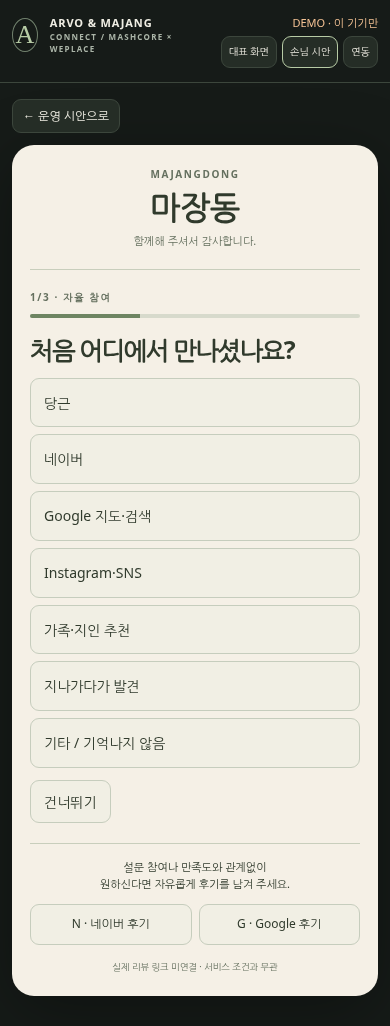 A
ARVO & MAJANG
CONNECT / MASHCORE ×
WEPLACE
DEMO · 이 기기만
대표 화면
손님 시안
연동
← 운영 시안으로
MAJANGDONG
마장동
함께해 주셔서 감사합니다.
1/3 · 자율 참여
처음 어디에서 만나셨나요?
당근
네이버
Google 지도·검색
Instagram·SNS
가족·지인 추천
지나가다가 발견
기타 / 기억나지 않음
건너뛰기
설문 참여나 만족도와 관계없이
원하신다면 자유롭게 후기를 남겨 주세요.
N · 네이버 후기
G · Google 후기
실제 리뷰 링크 미연결 · 서비스 조건과 무관